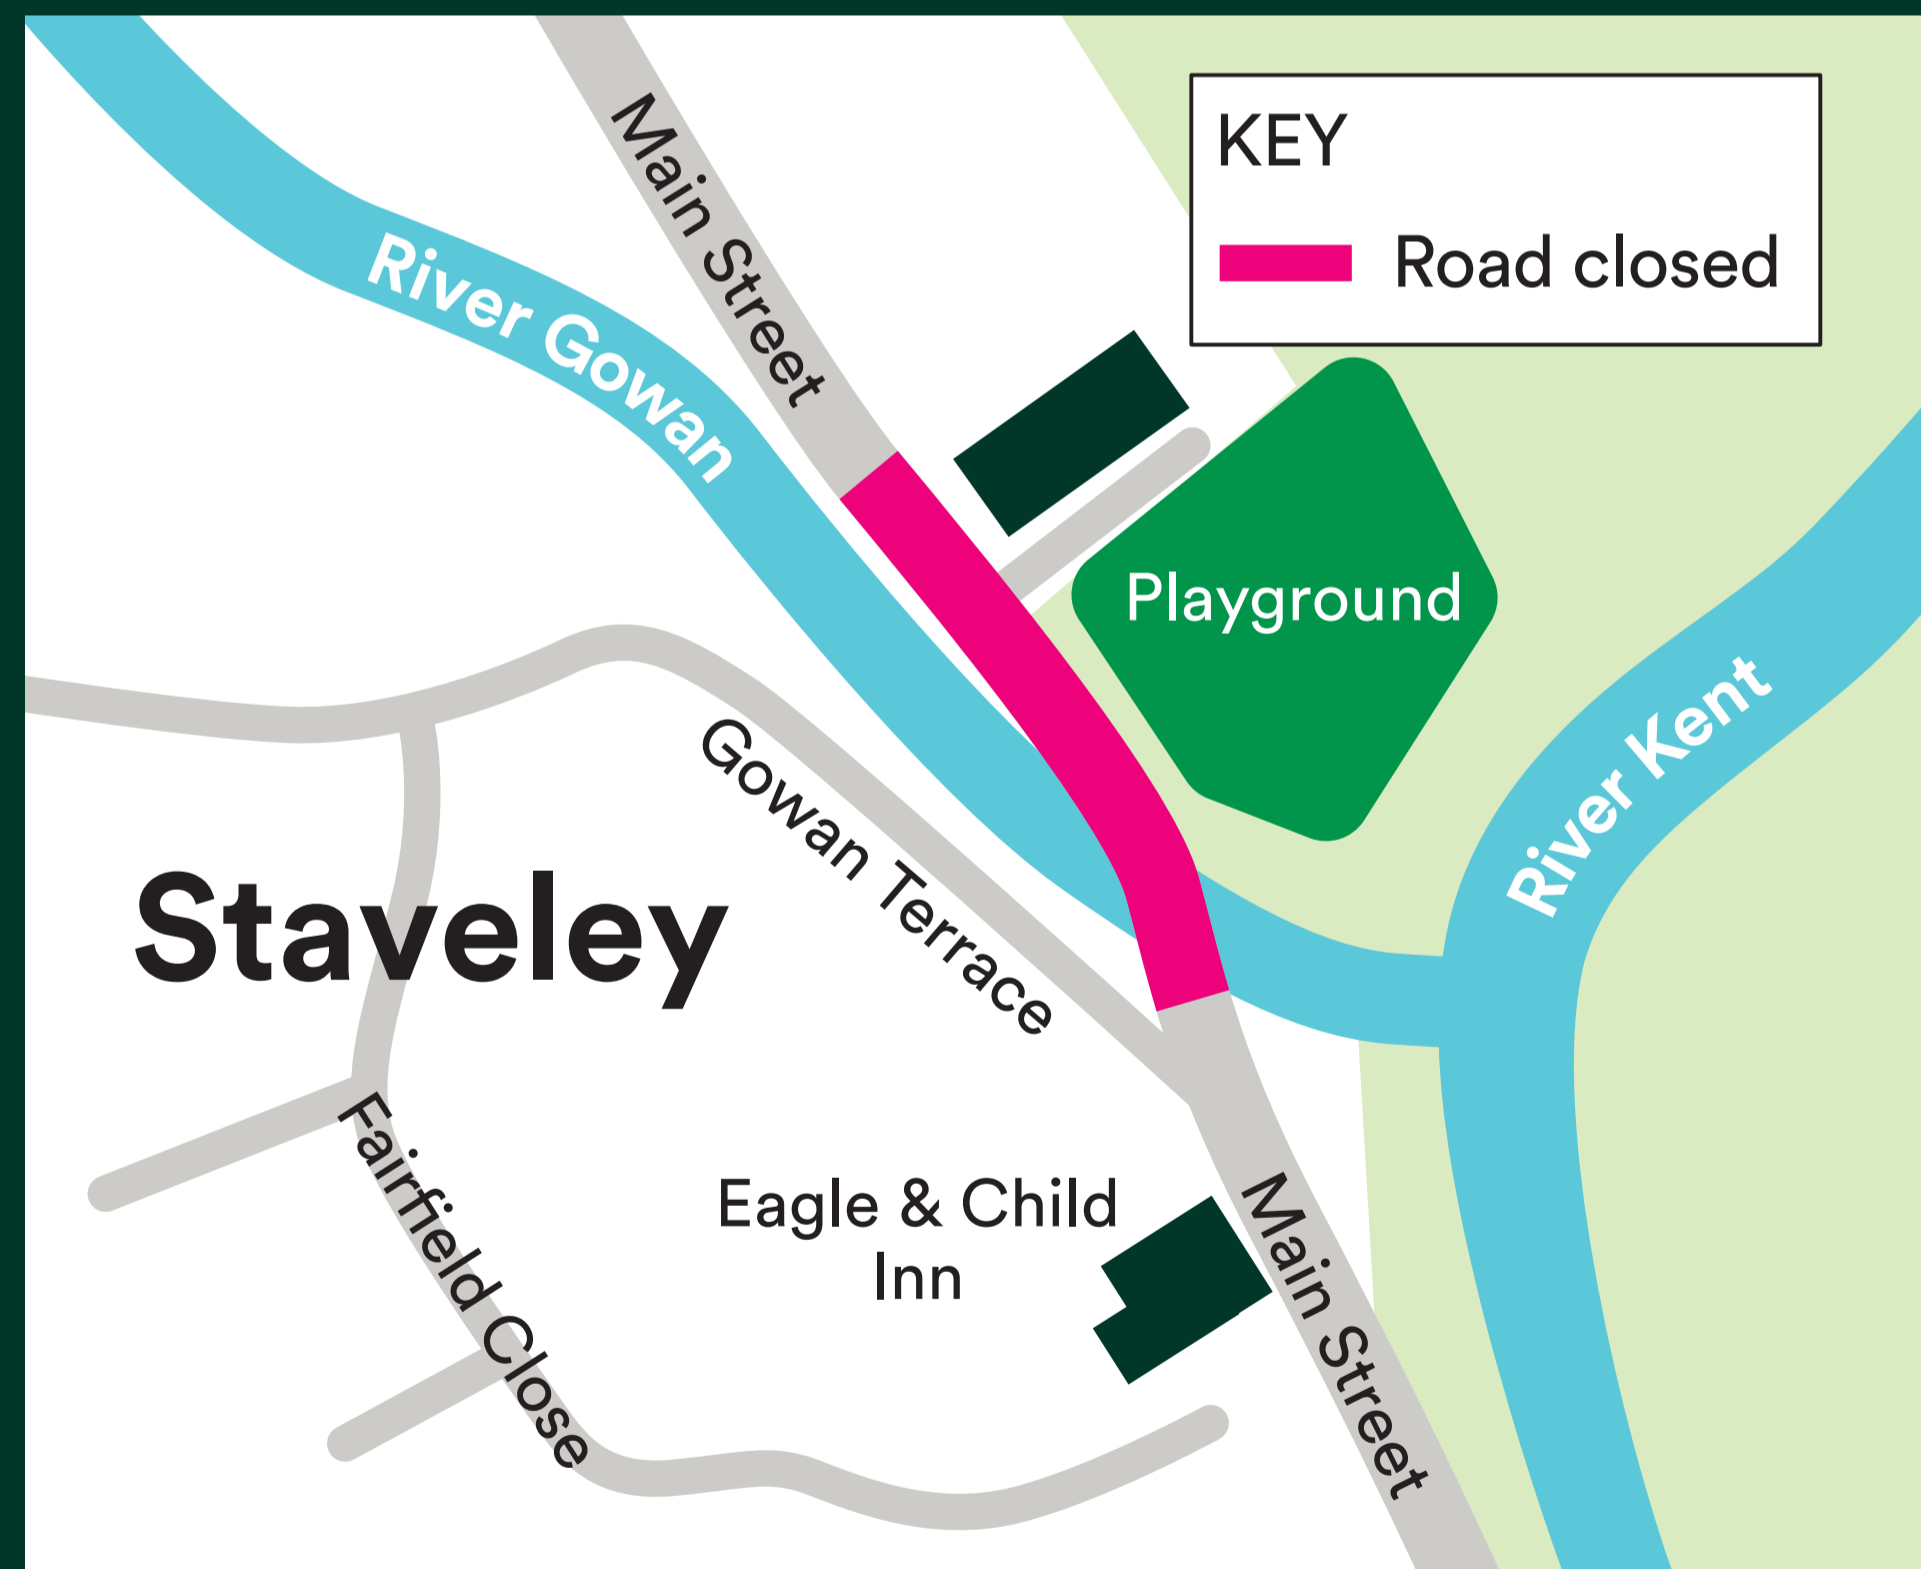 Main Street
KEY
Road closed
River Gowan
Playground
River Kent
Gowan Terrace
Staveley
Fairfield Close
Eagle & Child
Inn
Main Street